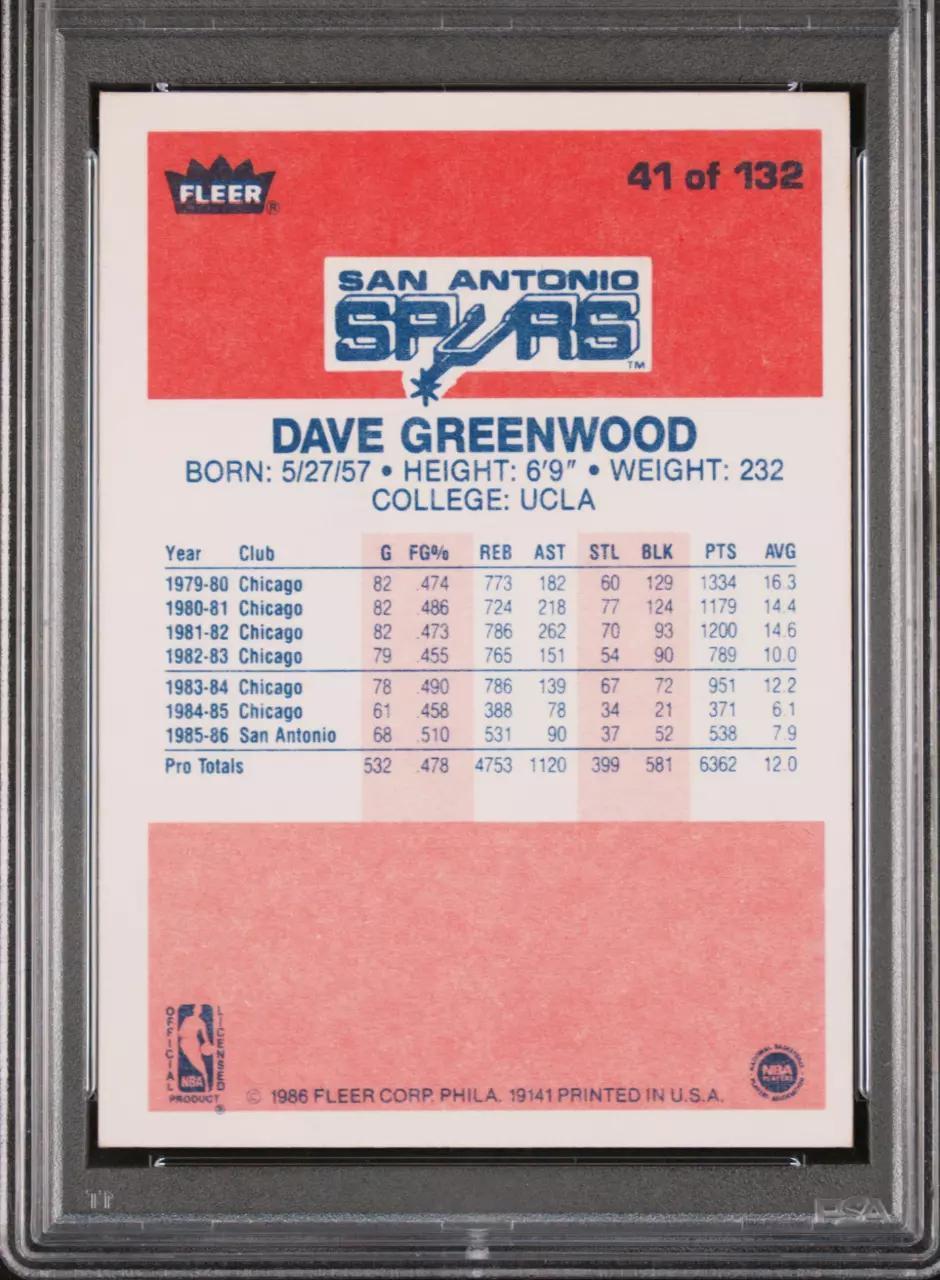 FLEER®
41 of 132
SAN ANTONIO
SPURS
TM
DAVE GREENWOOD
BORN: 5/27/57 • HEIGHT: 6'9" • WEIGHT: 232
COLLEGE: UCLA
Year Club G FG% REB AST STL BLK PTS AVG
1979-80 Chicago 82 .474 773 182 60 129 1334 16.3
1980-81 Chicago 82 .486 724 218 77 124 1179 14.4
1981-82 Chicago 82 .473 786 262 70 93 1200 14.6
1982-83 Chicago 79 .455 765 151 54 90 789 10.0
1983-84 Chicago 78 .490 786 139 67 72 951 12.2
1984-85 Chicago 61 .458 388 78 34 21 371 6.1
1985-86 San Antonio 68 .510 531 90 37 52 538 7.9
Pro Totals 532 .478 4753 1120 399 581 6362 12.0
OFFICIAL LICENSED
NBA
PRODUCT®
NATIONAL BASKETBALL
NBA
PLAYERS
PLAYERS ASSOCIATION
© 1986 FLEER CORP. PHILA. 19141 PRINTED IN U.S.A.
PSA